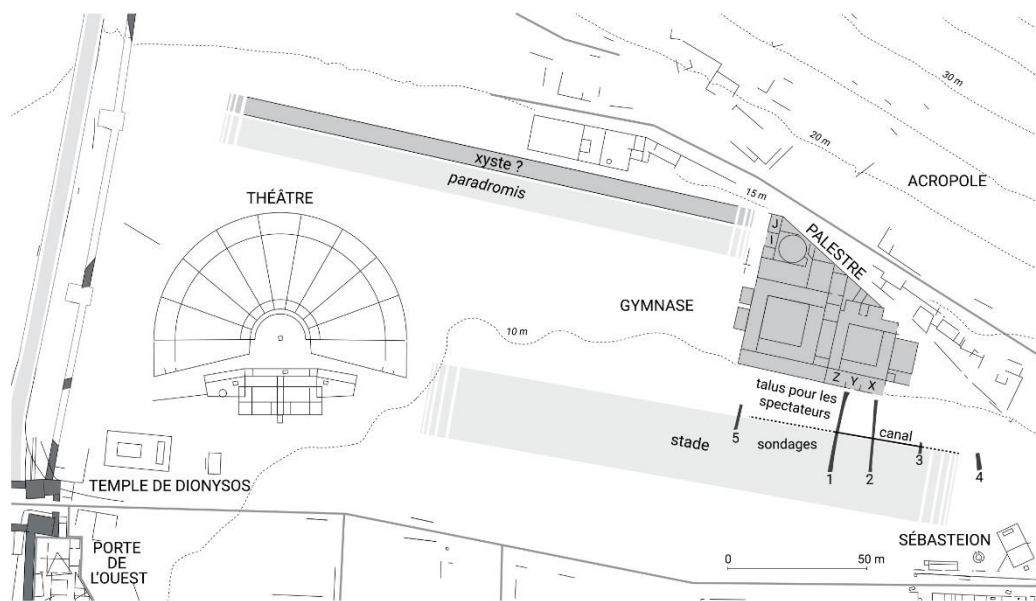 30 m
20 m
xyste ?
paradromis
15 m
ACROPOLE
THÉÂTRE
J
I
PALESTRE
GYMNASE
10 m
Z Y X
talus pour les
spectateurs
canal
stade
5
sondages
3
4
1
2
TEMPLE DE DIONYSOS
SÉBASTEION
PORTE
DE
L'OUEST
0
50 m